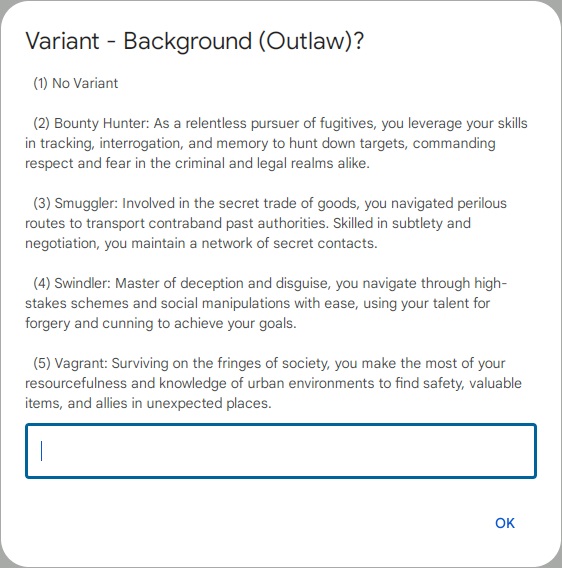 Variant - Background (Outlaw)?
(1) No Variant
(2) Bounty Hunter: As a relentless pursuer of fugitives, you leverage your skills
in tracking, interrogation, and memory to hunt down targets, commanding
respect and fear in the criminal and legal realms alike.
(3) Smuggler: Involved in the secret trade of goods, you navigated perilous
routes to transport contraband past authorities. Skilled in subtlety and
negotiation, you maintain a network of secret contacts.
(4) Swindler: Master of deception and disguise, you navigate through high-
stakes schemes and social manipulations with ease, using your talent for
forgery and cunning to achieve your goals.
(5) Vagrant: Surviving on the fringes of society, you make the most of your
resourcefulness and knowledge of urban environments to find safety, valuable
items, and allies in unexpected places.
OK